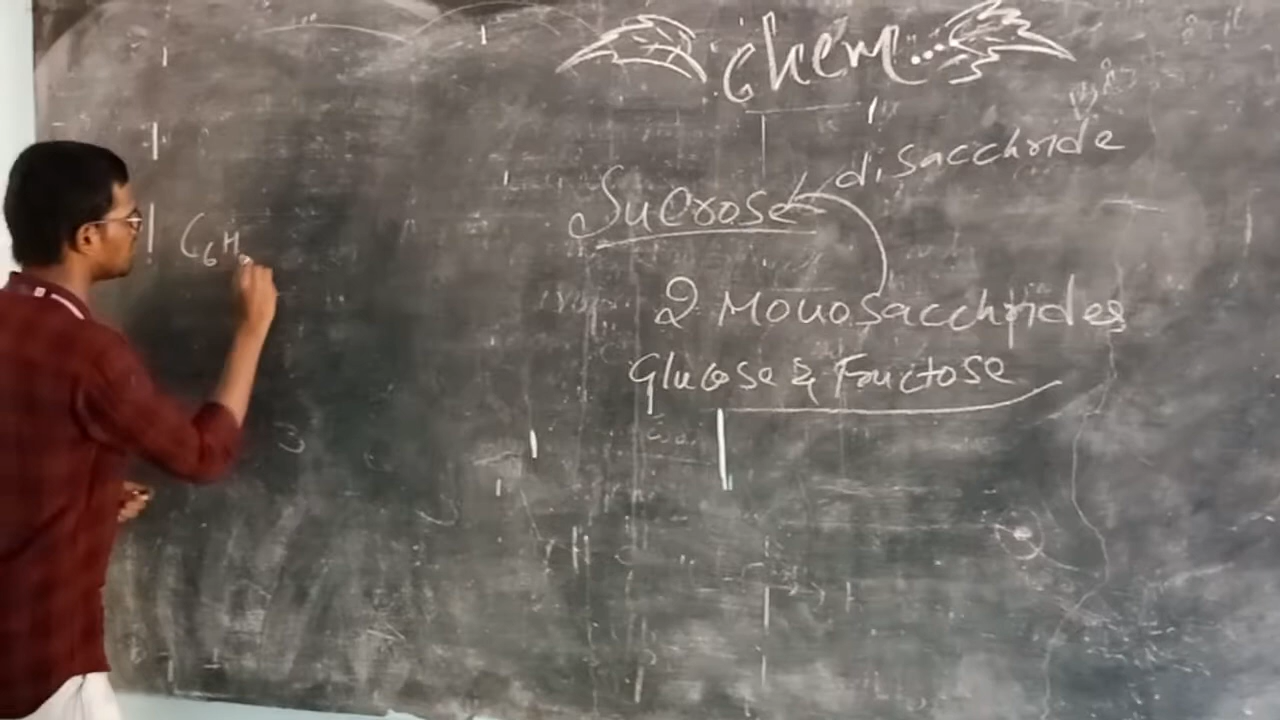 chem...
disacchride
Sucrose
C6H
2 Monosacchrides
Glucose & Fructose